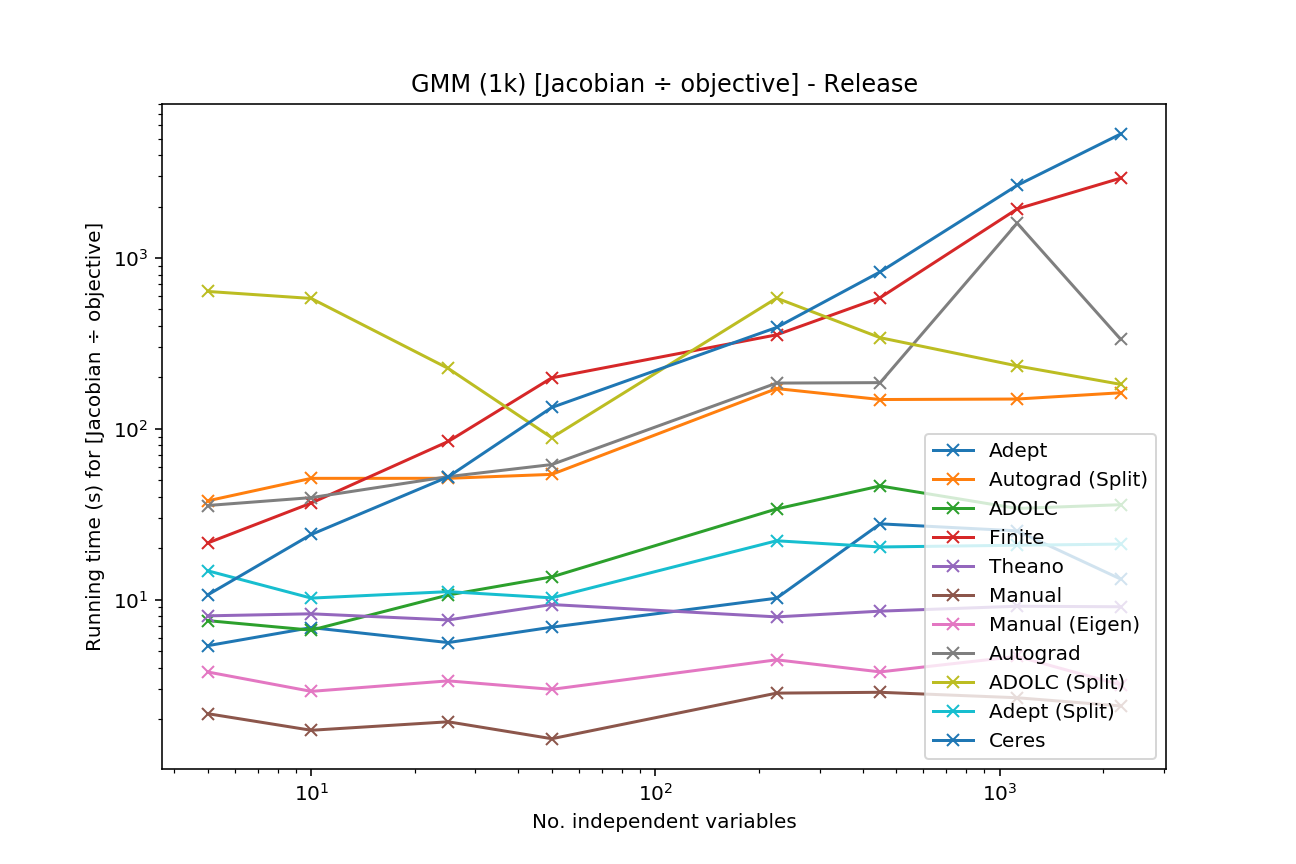 GMM (1k) [Jacobian ÷ objective] - Release
Running time (s) for [Jacobian ÷ objective]
10³
10²
10¹
Adept
Autograd (Split)
ADOLC
Finite
Theano
Manual
Manual (Eigen)
Autograd
ADOLC (Split)
Adept (Split)
Ceres
10¹ 10² 10³
No. independent variables